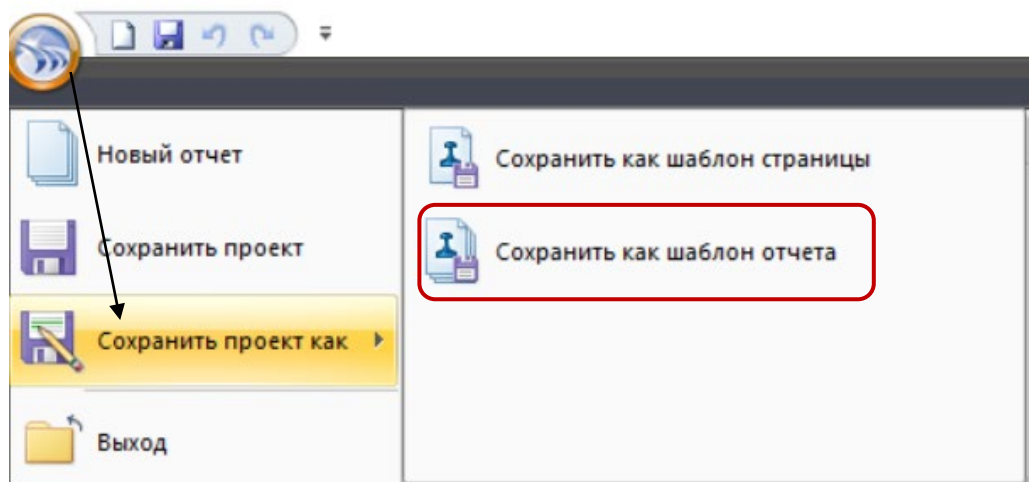 Новый отчет
Сохранить проект
Сохранить проект как
Выход
Сохранить как шаблон страницы
Сохранить как шаблон отчета